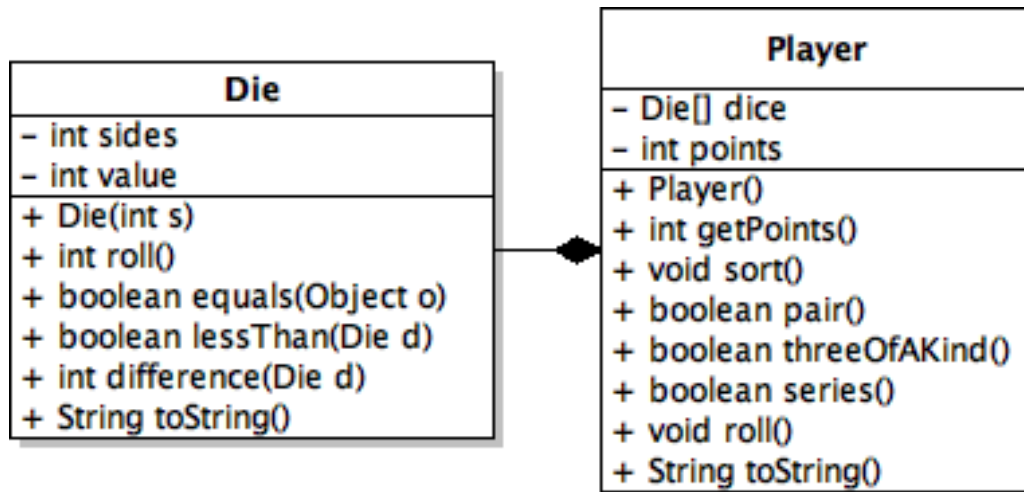 Die
- int sides
- int value
+ Die(int s)
+ int roll()
+ boolean equals(Object o)
+ boolean lessThan(Die d)
+ int difference(Die d)
+ String toString()
Player
- Die[] dice
- int points
+ Player()
+ int getPoints()
+ void sort()
+ boolean pair()
+ boolean threeOfAKind()
+ boolean series()
+ void roll()
+ String toString()